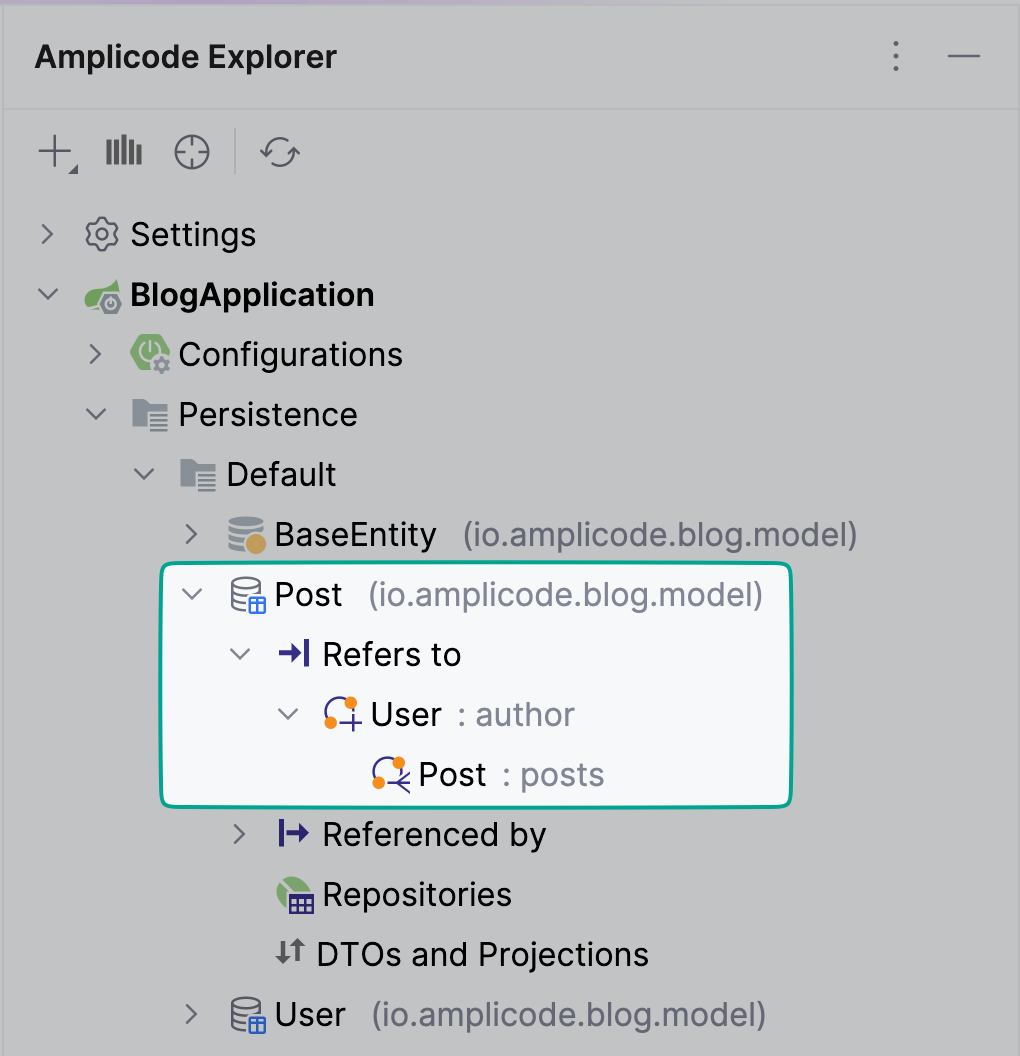 Amplicode Explorer
Settings
BlogApplication
Configurations
Persistence
Default
BaseEntity (io.amplicode.blog.model)
Post (io.amplicode.blog.model)
Refers to
User : author
Post : posts
Referenced by
Repositories
DTOs and Projections
User (io.amplicode.blog.model)